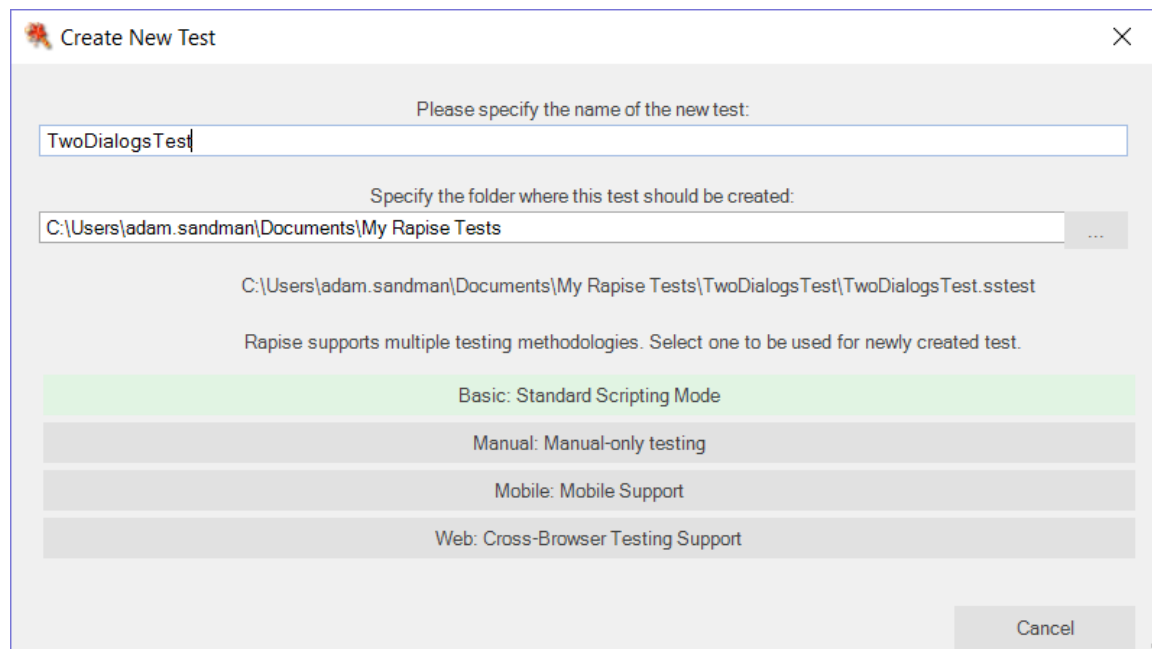 Create New Test
Please specify the name of the new test:
TwoDialogsTest
Specify the folder where this test should be created:
C:\Users\adam.sandman\Documents\My Rapise Tests
...
C:\Users\adam.sandman\Documents\My Rapise Tests\TwoDialogsTest\TwoDialogsTest.sstest
Rapise supports multiple testing methodologies. Select one to be used for newly created test.
Basic: Standard Scripting Mode
Manual: Manual-only testing
Mobile: Mobile Support
Web: Cross-Browser Testing Support
Cancel